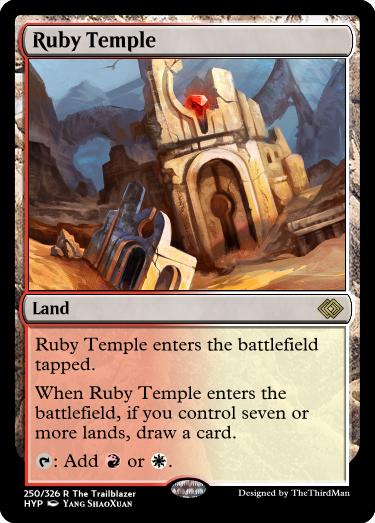 Ruby Temple
Land
Ruby Temple enters the battlefield
tapped.
When Ruby Temple enters the
battlefield, if you control seven or
more lands, draw a card.
: Add or .
250/326 R The Trailblazer
HYP Yang ShaoXuan
Designed by TheThirdMan